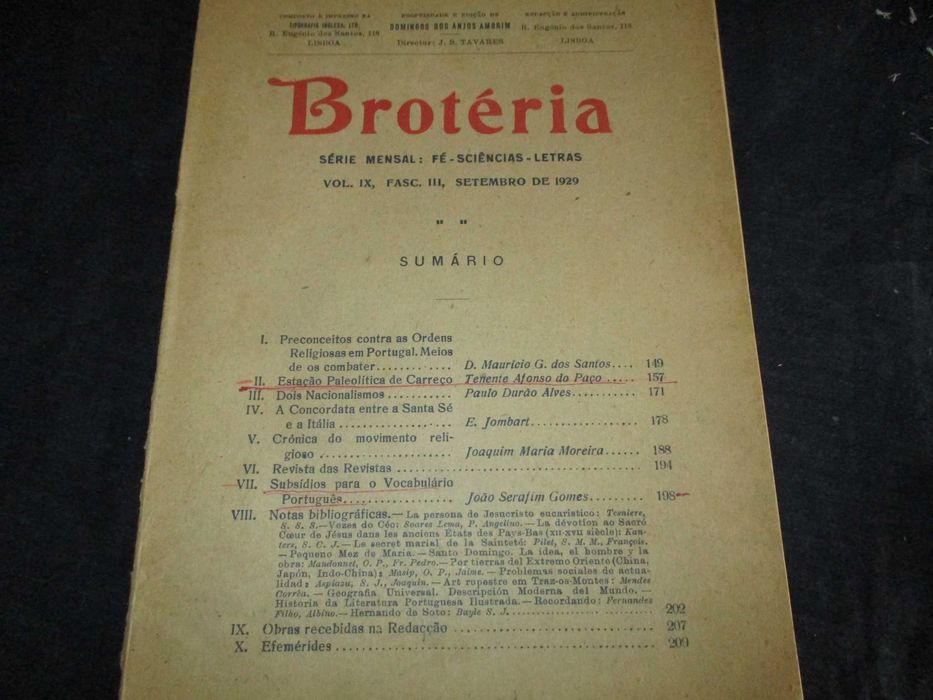 COMPOSTO E IMPRESSO NA
TIPOGRAFIA INGLESA, LTD.
R. Eugénio dos Santos, 118
LISBOA
PROPRIEDADE E EDIÇÃO DE
DOMINGOS DOS ANJOS AMORIM
Director: J. S. TAVARES
REDACÇÃO E ADMINISTRAÇÃO
R. Eugénio dos Santos, 118
LISBOA
Brotéria
SÉRIE MENSAL: FÉ-SCIÊNCIAS-LETRAS
VOL. IX, FASC. III, SETEMBRO DE 1929
SUMÁRIO
I. Preconceitos contra as Ordens
Religiosas em Portugal. Meios
de os combater............ D. Maurício G. dos Santos.... 149
II. Estação Paleolítica de Carreço Tenente Afonso do Paço ..... 157
III. Dois Nacionalismos .......... Paulo Durão Alves........... 171
IV. A Concordata entre a Santa Sé
e a Itália .................. E. Jombart................... 178
V. Crónica do movimento reli-
gioso .................... Joaquim Maria Moreira...... 188
VI. Revista das Revistas ........................................ 194
VII. Subsídios para o Vocabulário
Português................. João Serafim Gomes......... 198
VIII. Notas bibliográficas.— La persona de Jesucristo eucaristico: Tesniere,
S. S. S.—Vozes do Céo: Soares Lema, P. Angelino.— La dévotion au Sacré
Cœur de Jésus dans les anciens États des Pays-Bas (XII-XVII siècle): Kan-
ters, S. C. J.— Le secret marial de la Sainteté: Pilet, S. M. M., François.
— Pequeno Mez de Maria.— Santo Domingo. La idea, el hombre y la
obra: Mandonnet, O. P., Fr. Pedro.— Por tierras del Extremo Oriente (China,
Japón, Indo-China): Masip, O. P., Jaime. — Problemas sociales de actua-
lidad: Aspiazu, S. J., Joaquin. — Art ropestre em Traz-os-Montes: Mendes
Corrêa. — Geografia Universal. Descripción Moderna del Mundo. —
Historia da Literatura Portuguesa Ilustrada.— Recordando: Fernandes
Filho, Albino.— Hernando de Soto: Bayle S. J. ........................ 202
IX. Obras recebidas na Redacção ................................ 207
X. Efemérides .................................................. 209